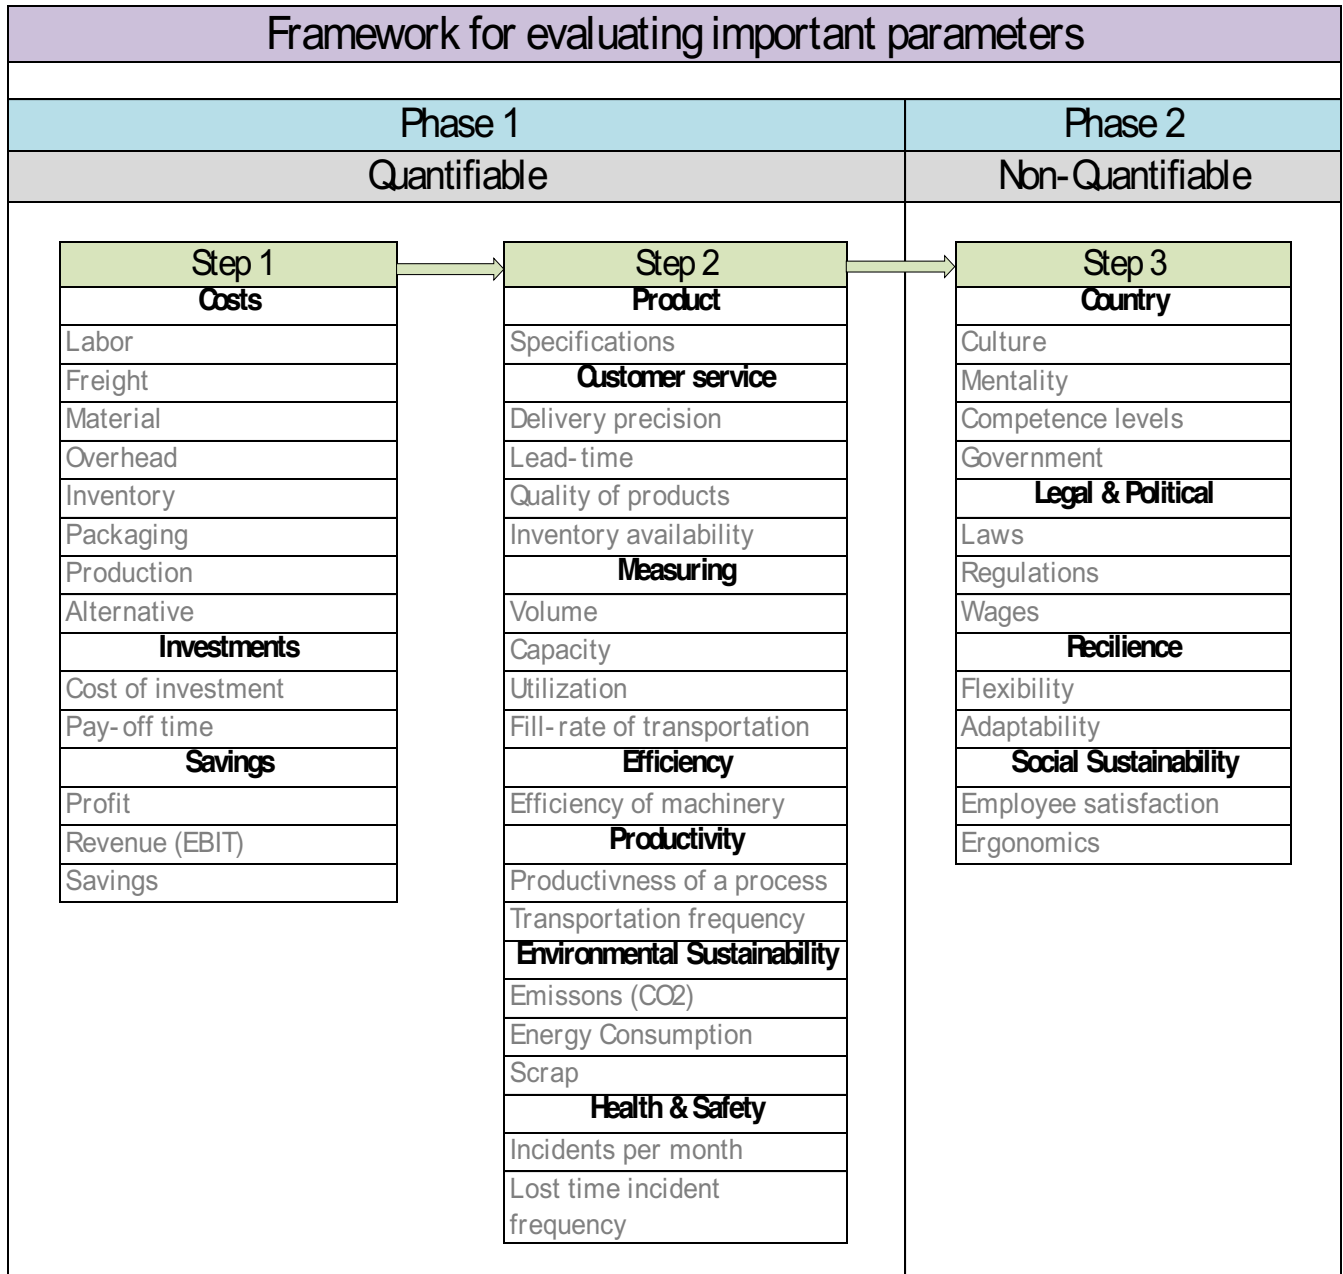 Framework for evaluating important parameters
Phase 1
Phase 2
Quantifiable
Non-Quantifiable
Step 1
Costs
Labor
Freight
Material
Overhead
Inventory
Packaging
Production
Alternative
Investments
Cost of investment
Pay-off time
Savings
Profit
Revenue (EBIT)
Savings
Step 2
Product
Specifications
Customer service
Delivery precision
Lead-time
Quality of products
Inventory availability
Measuring
Volume
Capacity
Utilization
Fill-rate of transportation
Efficiency
Efficiency of machinery
Productivity
Productivness of a process
Transportation frequency
Environmental Sustainability
Emissons (CO2)
Energy Consumption
Scrap
Health & Safety
Incidents per month
Lost time incident
frequency
Step 3
Country
Culture
Mentality
Competence levels
Government
Legal & Political
Laws
Regulations
Wages
Recilience
Flexibility
Adaptability
Social Sustainability
Employee satisfaction
Ergonomics